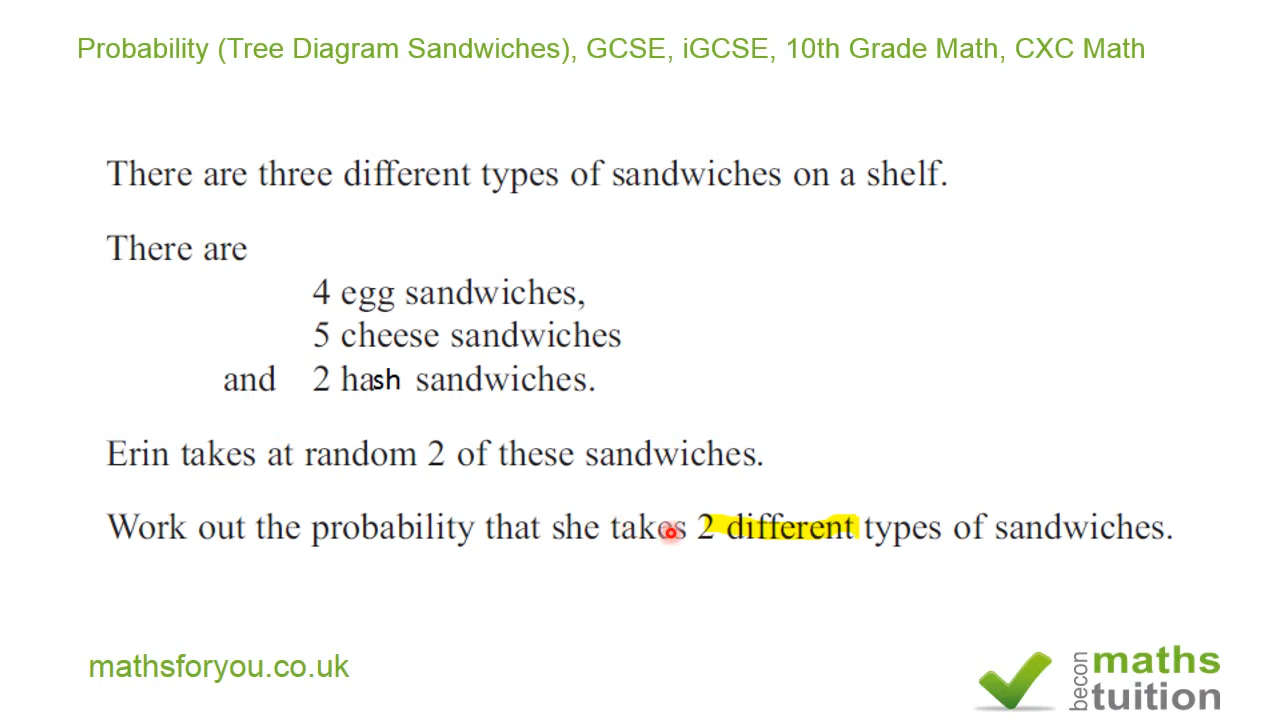 Probability (Tree Diagram Sandwiches), GCSE, iGCSE, 10th Grade Math, CXC Math
There are three different types of sandwiches on a shelf.
There are
4 egg sandwiches,
5 cheese sandwiches
and 2 hash sandwiches.
Erin takes at random 2 of these sandwiches.
Work out the probability that she takes 2 different types of sandwiches.
mathsforyou.co.uk
becon
maths
tuition